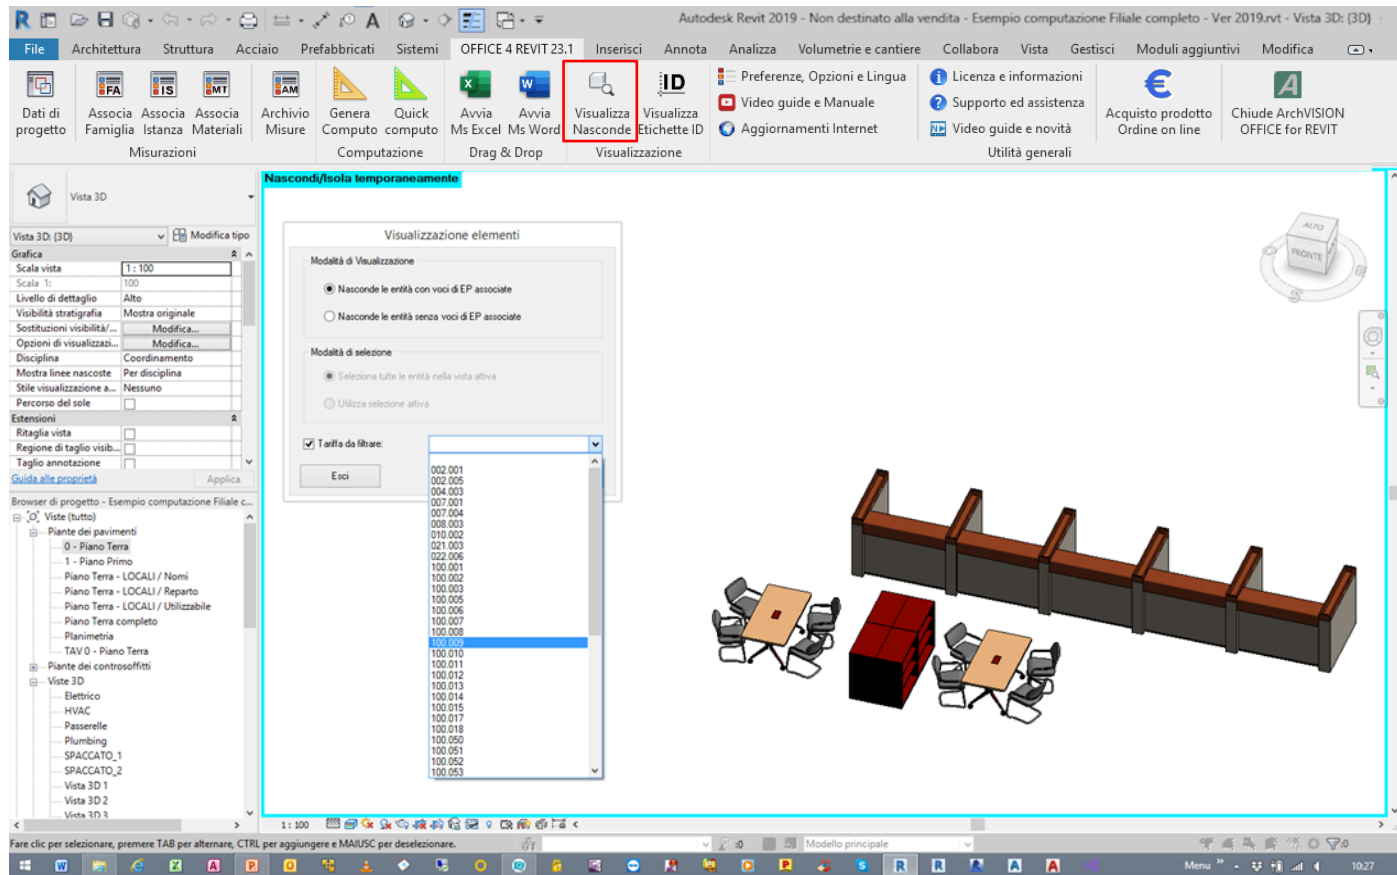 Autodesk Revit 2019 - Non destinato alla vendita - Esempio computazione Filiale completo - Ver 2019.rvt - Vista 3D: {3D}
File Architettura Struttura Acciaio Prefabbricati Sistemi OFFICE 4 REVIT 23.1 Inserisci Annota Analizza Volumetrie e cantiere Collabora Vista Gestisci Moduli aggiuntivi Modifica
Dati di progetto
Associa Famiglia
Associa Istanza
Associa Materiali
Archivio Misure
Genera Computo
Quick computo
Avvia Ms Excel
Avvia Ms Word
Visualizza Nasconde
Visualizza Etichette ID
Preferenze, Opzioni e Lingua
Video guide e Manuale
Aggiornamenti Internet
Licenza e informazioni
Supporto ed assistenza
Video guide e novità
Acquisto prodotto Ordine on line
Chiude ArchVISION OFFICE for REVIT
Misurazioni Computazione Drag & Drop Visualizzazione Utilità generali
Nascondi/Isola temporaneamente
Vista 3D
Vista 3D: {3D} Modifica tipo
Grafica
Scala vista 1 : 100
Scala 1: 100
Livello di dettaglio Alto
Visibilità stratigrafia Mostra originale
Sostituzioni visibilità/... Modifica...
Opzioni di visualizzazi... Modifica...
Disciplina Coordinamento
Mostra linee nascoste Per disciplina
Stile visualizzazione a... Nessuno
Percorso del sole
Estensioni
Ritaglia vista
Regione di taglio visib...
Taglio annotazione
Guida alle proprietà Applica
Browser di progetto - Esempio computazione Filiale c...
Viste (tutto)
Piante dei pavimenti
0 - Piano Terra
1 - Piano Primo
Piano Terra - LOCALI / Nomi
Piano Terra - LOCALI / Reparto
Piano Terra - LOCALI / Utilizzabile
Piano Terra completo
Planimetria
TAV 0 - Piano Terra
Piante dei controsoffitti
Viste 3D
Elettrico
HVAC
Passerelle
Plumbing
SPACCATO_1
SPACCATO_2
Vista 3D 1
Vista 3D 2
Vista 3D 3
Visualizzazione elementi
Modalità di Visualizzazione
Nasconde le entità con voci di EP associate
Nasconde le entità senza voci di EP associate
Modalità di selezione
Seleziona tutte le entità nella vista attiva
Utilizza selezione attiva
Tariffa da filtrare:
Esci
002.001
002.005
004.003
007.001
007.004
008.003
010.002
021.003
022.006
100.001
100.002
100.003
100.005
100.006
100.007
100.008
100.009
100.010
100.011
100.012
100.013
100.014
100.015
100.017
100.018
100.050
100.051
100.052
100.053
ALTO
FRONTE
1 : 100
Fare clic per selezionare, premere TAB per alternare, CTRL per aggiungere e MAIUSC per deselezionare.
:0 Modello principale :0
Menu 10:27